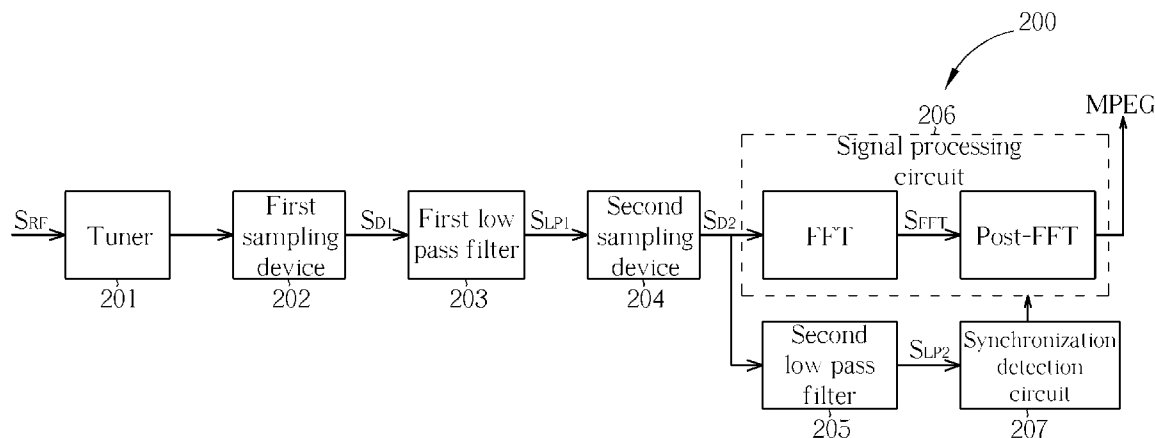 200
MPEG
206
Signal processing
circuit
SRF
Tuner
201
First
sampling
device
202
SD1
First low
pass filter
203
SLP1
Second
sampling
device
204
SD2
FFT
SFFT
Post-FFT
Second
low pass
filter
205
SLP2
Synchronization
detection
circuit
207